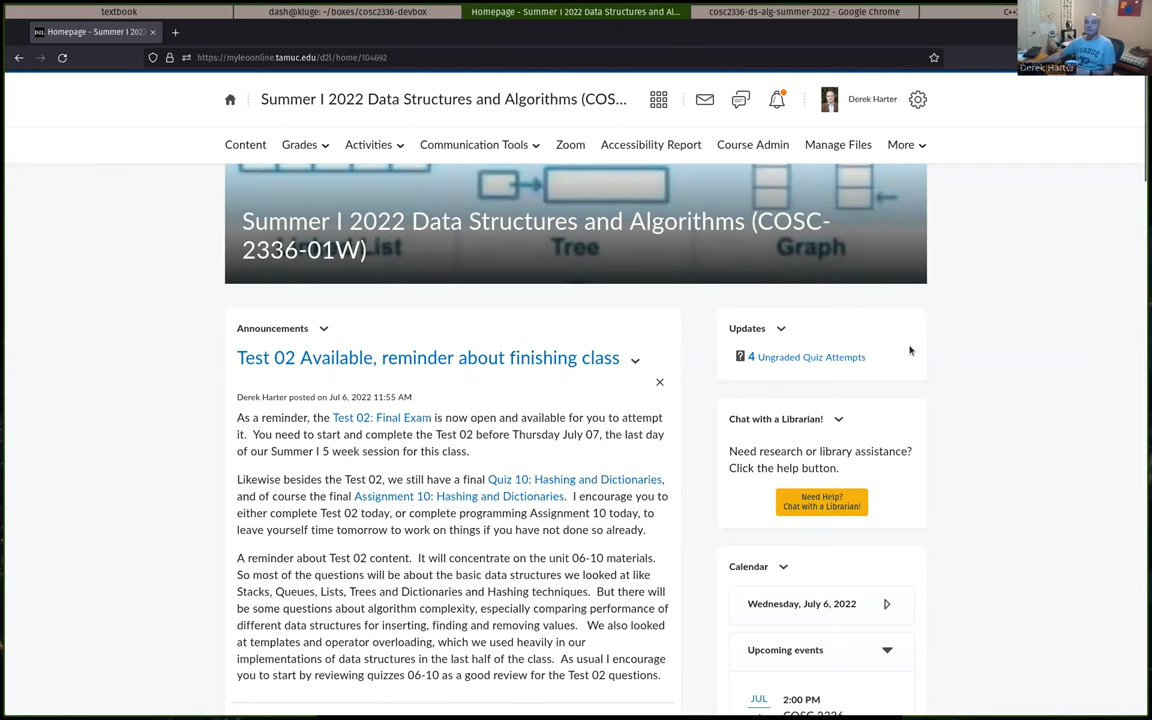 textbook
dash@kluge: ~/boxes/cosc2336-devbox
Homepage - Summer I 2022 Data Structures and Al...
cosc2336-ds-alg-summer-2022 - Google Chrome
C+
Homepage - Summer I 2022
https://myleoonline.tamuc.edu/d2l/home/104692
Derek Harter
Summer I 2022 Data Structures and Algorithms (COS...
Derek Harter
Content
Grades
Activities
Communication Tools
Zoom
Accessibility Report
Course Admin
Manage Files
More
Summer I 2022 Data Structures and Algorithms (COSC-
2336-01W)
List
Tree
Graph
Announcements
Test 02 Available, reminder about finishing class
Derek Harter posted on Jul 6, 2022 11:55 AM
As a reminder, the Test 02: Final Exam is now open and available for you to attempt
it. You need to start and complete the Test 02 before Thursday July 07, the last day
of our Summer I 5 week session for this class.
Likewise besides the Test 02, we still have a final Quiz 10: Hashing and Dictionaries,
and of course the final Assignment 10: Hashing and Dictionaries. I encourage you to
either complete Test 02 today, or complete programming Assignment 10 today, to
leave yourself time tomorrow to work on things if you have not done so already.
A reminder about Test 02 content. It will concentrate on the unit 06-10 materials.
So most of the questions will be about the basic data structures we looked at like
Stacks, Queues, Lists, Trees and Dictionaries and Hashing techniques. But there will
be some questions about algorithm complexity, especially comparing performance of
different data structures for inserting, finding and removing values. We also looked
at templates and operator overloading, which we used heavily in our
implementations of data structures in the last half of the class. As usual I encourage
you to start by reviewing quizzes 06-10 as a good review for the Test 02 questions.
Updates
4 Ungraded Quiz Attempts
Chat with a Librarian!
Need research or library assistance?
Click the help button.
Need Help?
Chat with a Librarian!
Calendar
Wednesday, July 6, 2022
Upcoming events
JUL
2:00 PM
COSC 2336